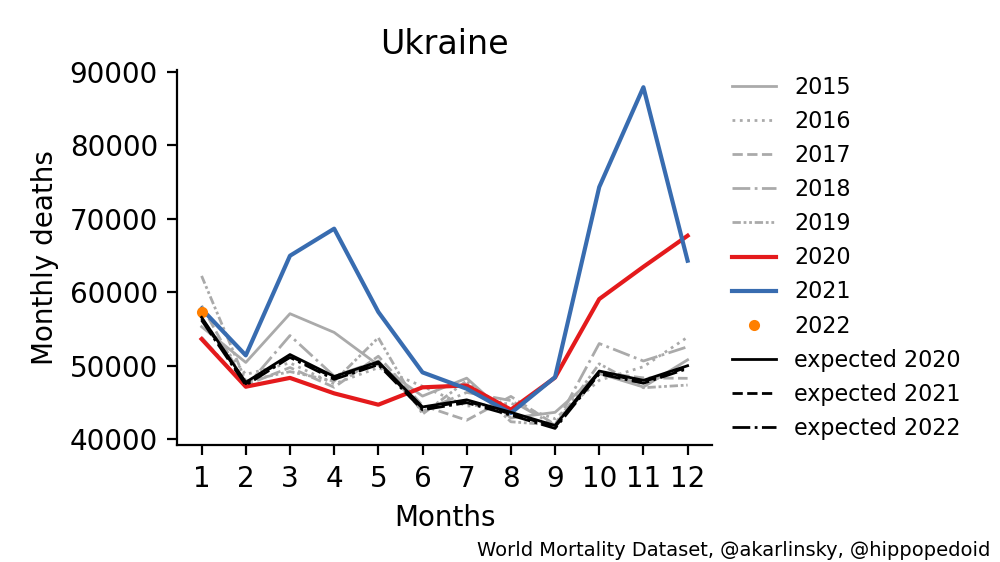 Ukraine
90000
80000
70000
60000
50000
40000
Monthly deaths
1 2 3 4 5 6 7 8 9 10 11 12
Months
2015
2016
2017
2018
2019
2020
2021
2022
expected 2020
expected 2021
expected 2022
World Mortality Dataset, @akarlinsky, @hippopedoid